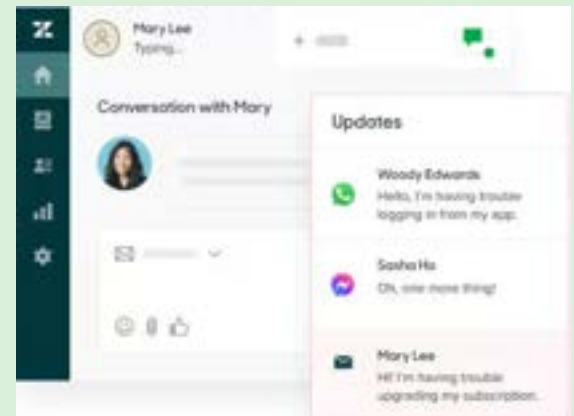 Mary Lee
Typing...
Conversation with Mary
Updates
Woody Edwards
Hello, I'm having trouble
logging in from my app.
Sasha Ho
Oh, one more thing!
Mary Lee
Hi! I'm having trouble
upgrading my subscription.